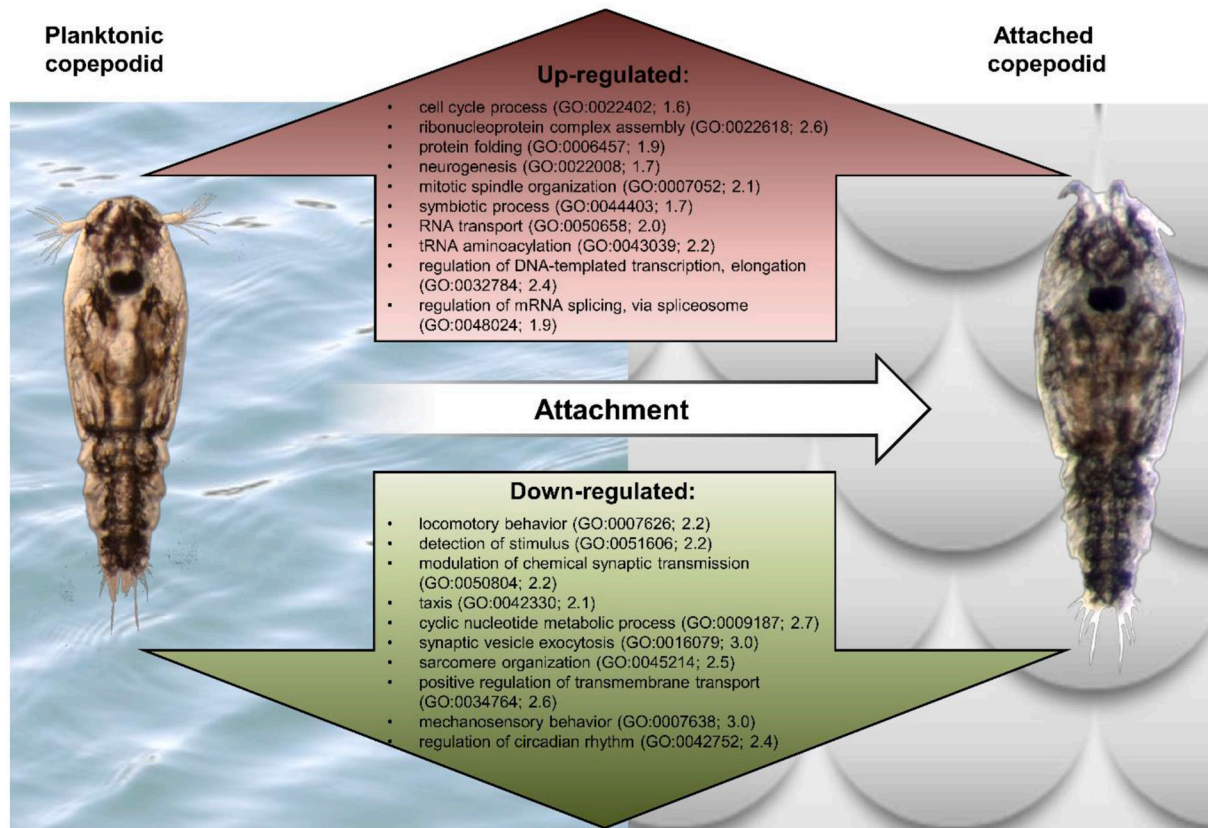 Planktonic
copepodid
Attached
copepodid
Up-regulated:
• cell cycle process (GO:0022402; 1.6)
• ribonucleoprotein complex assembly (GO:0022618; 2.6)
• protein folding (GO:0006457; 1.9)
• neurogenesis (GO:0022008; 1.7)
• mitotic spindle organization (GO:0007052; 2.1)
• symbiotic process (GO:0044403; 1.7)
• RNA transport (GO:0050658; 2.0)
• tRNA aminoacylation (GO:0043039; 2.2)
• regulation of DNA-templated transcription, elongation
(GO:0032784; 2.4)
• regulation of mRNA splicing, via spliceosome
(GO:0048024; 1.9)
Attachment
Down-regulated:
• locomotory behavior (GO:0007626; 2.2)
• detection of stimulus (GO:0051606; 2.2)
• modulation of chemical synaptic transmission
(GO:0050804; 2.2)
• taxis (GO:0042330; 2.1)
• cyclic nucleotide metabolic process (GO:0009187; 2.7)
• synaptic vesicle exocytosis (GO:0016079; 3.0)
• sarcomere organization (GO:0045214; 2.5)
• positive regulation of transmembrane transport
(GO:0034764; 2.6)
• mechanosensory behavior (GO:0007638; 3.0)
• regulation of circadian rhythm (GO:0042752; 2.4)